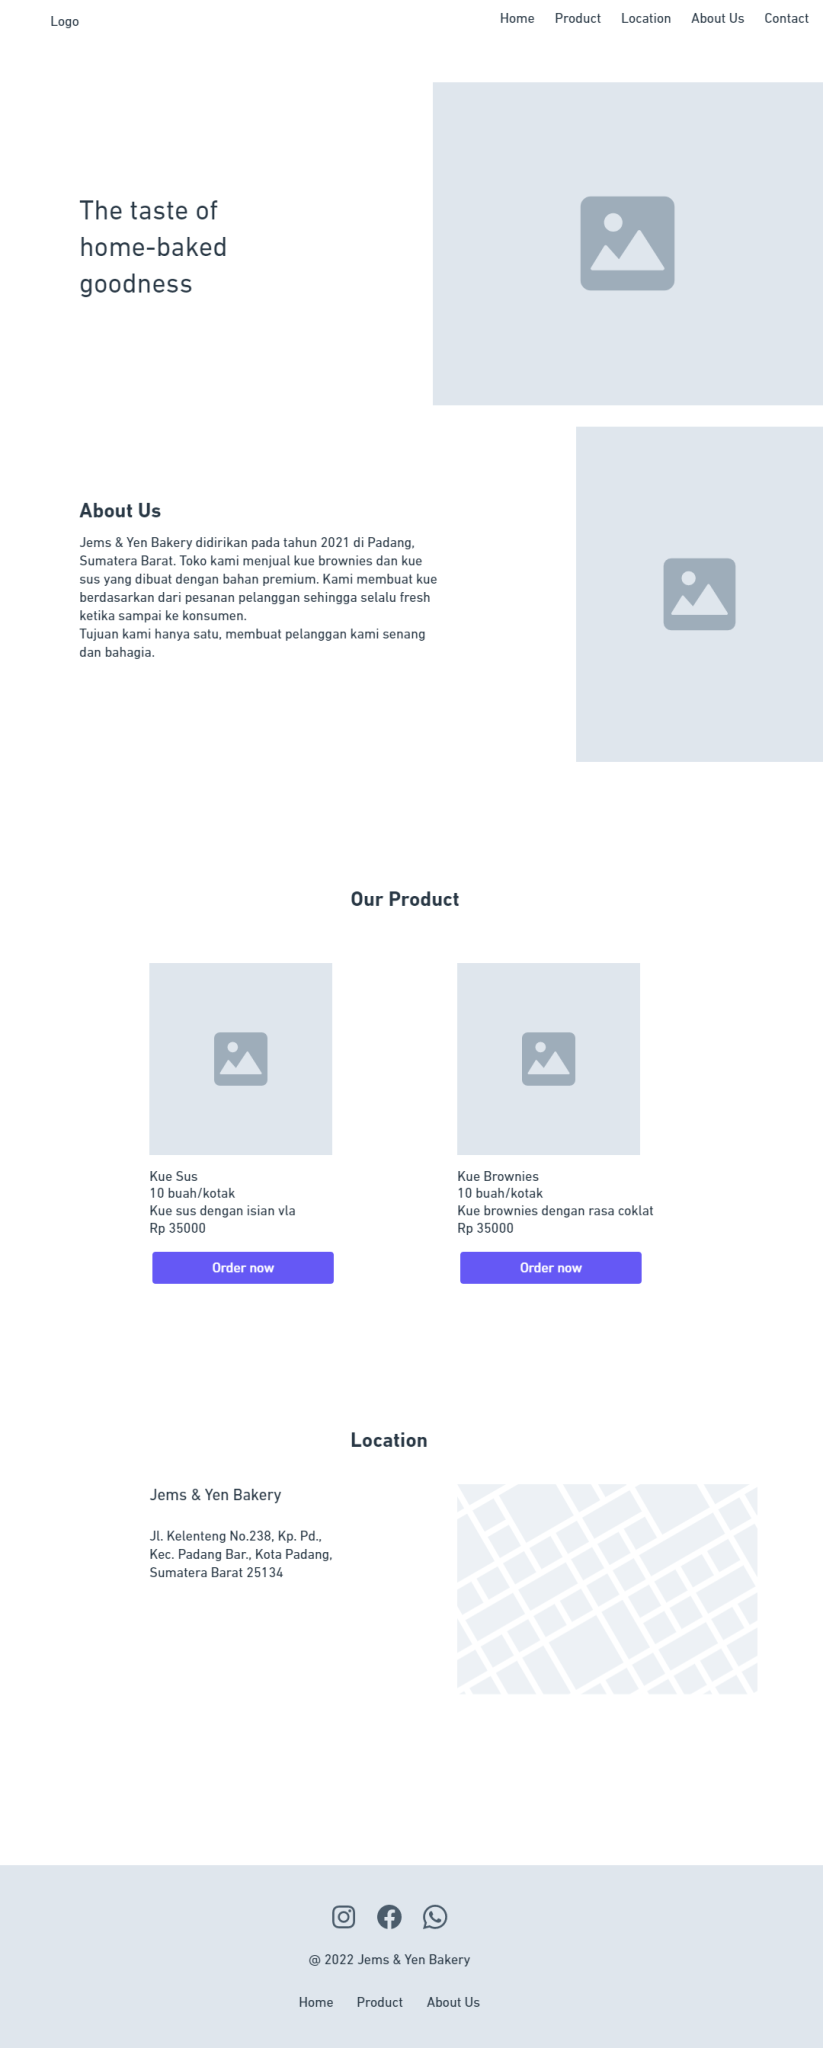 Logo
Home Product Location About Us Contact
The taste of
home-baked
goodness
About Us
Jems & Yen Bakery didirikan pada tahun 2021 di Padang,
Sumatera Barat. Toko kami menjual kue brownies dan kue
sus yang dibuat dengan bahan premium. Kami membuat kue
berdasarkan dari pesanan pelanggan sehingga selalu fresh
ketika sampai ke konsumen.
Tujuan kami hanya satu, membuat pelanggan kami senang
dan bahagia.
Our Product
Kue Sus
10 buah/kotak
Kue sus dengan isian vla
Rp 35000
Order now
Kue Brownies
10 buah/kotak
Kue brownies dengan rasa coklat
Rp 35000
Order now
Location
Jems & Yen Bakery
Jl. Kelenteng No.238, Kp. Pd.,
Kec. Padang Bar., Kota Padang,
Sumatera Barat 25134
@ 2022 Jems & Yen Bakery
Home Product About Us